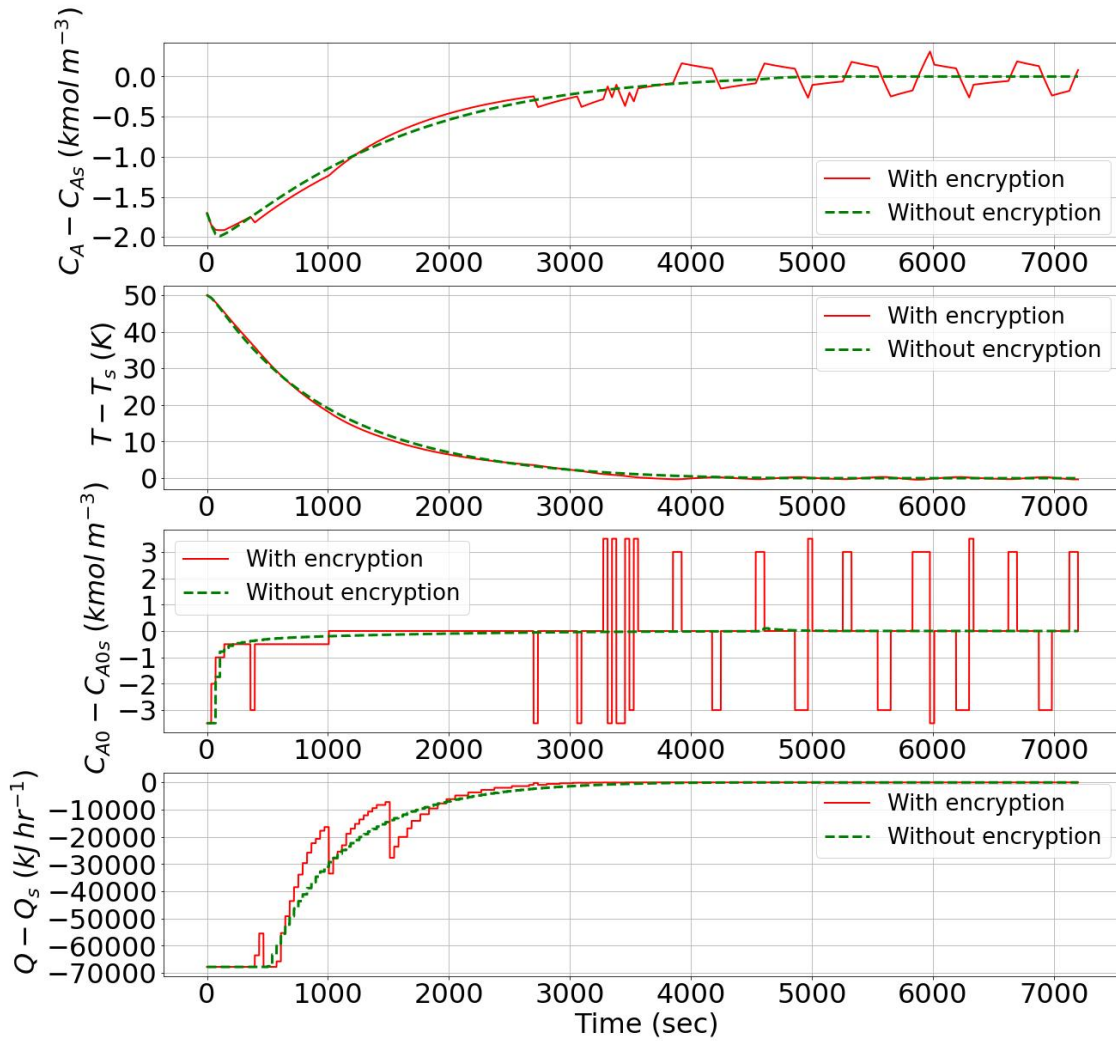 C_A − C_As (kmol m^−3)
0.0
−0.5
−1.0
−1.5
−2.0
With encryption
Without encryption
0 1000 2000 3000 4000 5000 6000 7000
T − T_s (K)
50
40
30
20
10
0
With encryption
Without encryption
0 1000 2000 3000 4000 5000 6000 7000
C_A0 − C_A0s (kmol m^−3)
3
2
1
0
−1
−2
−3
With encryption
Without encryption
0 1000 2000 3000 4000 5000 6000 7000
Q − Q_s (kJ hr^−1)
0
−10000
−20000
−30000
−40000
−50000
−60000
−70000
With encryption
Without encryption
0 1000 2000 3000 4000 5000 6000 7000
Time (sec)